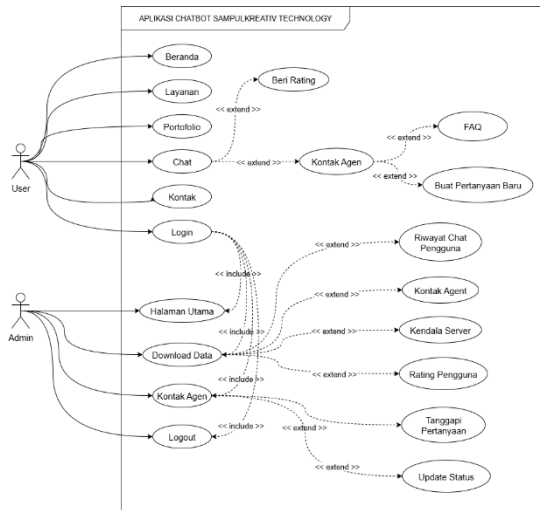 APLIKASI CHATBOT SAMPULKREATIV TECHNOLOGY
Beranda
Beri Rating
Layanan
<< extend >>
Portofolio
FAQ
<< extend >>
Chat
<< extend >>
Kontak Agen
<< extend >>
User
Buat Pertanyaan Baru
Kontak
Login
Riwayat Chat
Pengguna
<< extend >>
<< include >>
Kontak Agent
<< extend >>
Halaman Utama
Admin
<< include >>
<< extend >>
Kendala Server
Download Data
<< extend >>
Rating Pengguna
<< include >>
Kontak Agen
<< extend >>
Tanggapi
Pertanyaan
<< include >>
<< extend >>
Logout
<< extend >>
Update Status